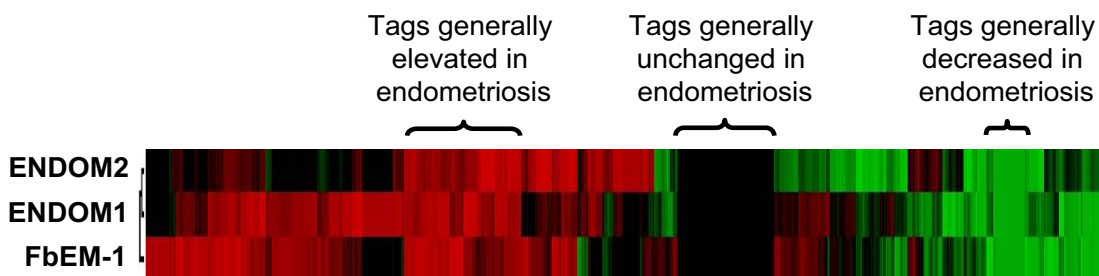 Tags generally
elevated in
endometriosis
Tags generally
unchanged in
endometriosis
Tags generally
decreased in
endometriosis
ENDOM2
ENDOM1
FbEM-1